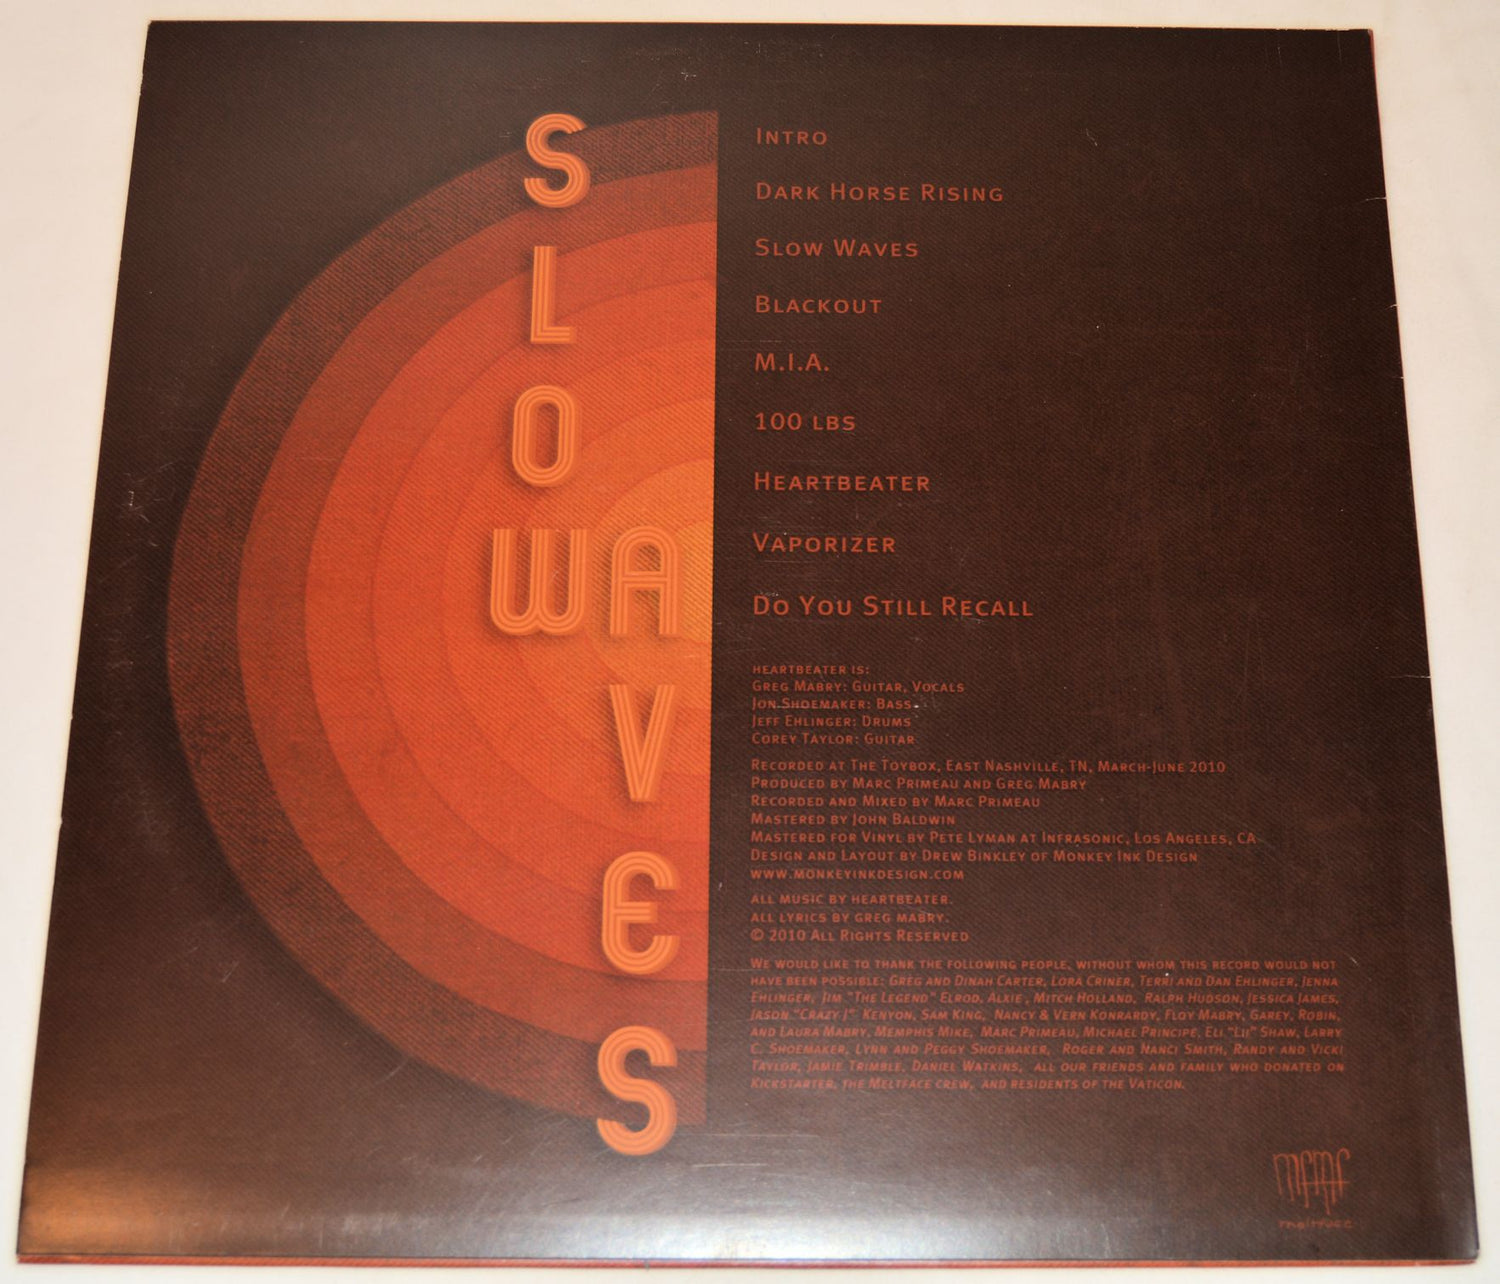 SLOW
WAVES
INTRO
DARK HORSE RISING
SLOW WAVES
BLACKOUT
M.I.A.
100 LBS
HEARTBEATER
VAPORIZER
DO YOU STILL RECALL
HEARTBEATER IS:
GREG MABRY: GUITAR, VOCALS
JON SHOEMAKER: BASS
JEFF EHLINGER: DRUMS
COREY TAYLOR: GUITAR
RECORDED AT THE TOYBOX, EAST NASHVILLE, TN, MARCH-JUNE 2010
PRODUCED BY MARC PRIMEAU AND GREG MABRY
RECORDED AND MIXED BY MARC PRIMEAU
MASTERED BY JOHN BALDWIN
MASTERED FOR VINYL BY PETE LYMAN AT INFRASONIC, LOS ANGELES, CA
DESIGN AND LAYOUT BY DREW BINKLEY OF MONKEY INK DESIGN
WWW.MONKEYINKDESIGN.COM
ALL MUSIC BY HEARTBEATER.
ALL LYRICS BY GREG MABRY.
© 2010 ALL RIGHTS RESERVED
WE WOULD LIKE TO THANK THE FOLLOWING PEOPLE, WITHOUT WHOM THIS RECORD WOULD NOT
HAVE BEEN POSSIBLE: GREG AND DINAH CARTER, LORA CRINER, TERRI AND DAN EHLINGER, JENNA
EHLINGER, JIM "THE LEGEND" ELROD, ALXIE, MITCH HOLLAND, RALPH HUDSON, JESSICA JAMES,
JASON "CRAZY J" KENYON, SAM KING, NANCY & VERN KONRARDY, FLOY MABRY, GAREY, ROBIN,
AND LAURA MABRY, MEMPHIS MIKE, MARC PRIMEAU, MICHAEL PRINCIPE, ELI "LII" SHAW, LARRY
C. SHOEMAKER, LYNN AND PEGGY SHOEMAKER, ROGER AND NANCI SMITH, RANDY AND VICKI
TAYLOR, JAMIE TRIMBLE, DANIEL WATKINS, ALL OUR FRIENDS AND FAMILY WHO DONATED ON
KICKSTARTER, THE MELTFACE CREW, AND RESIDENTS OF THE VATICON.